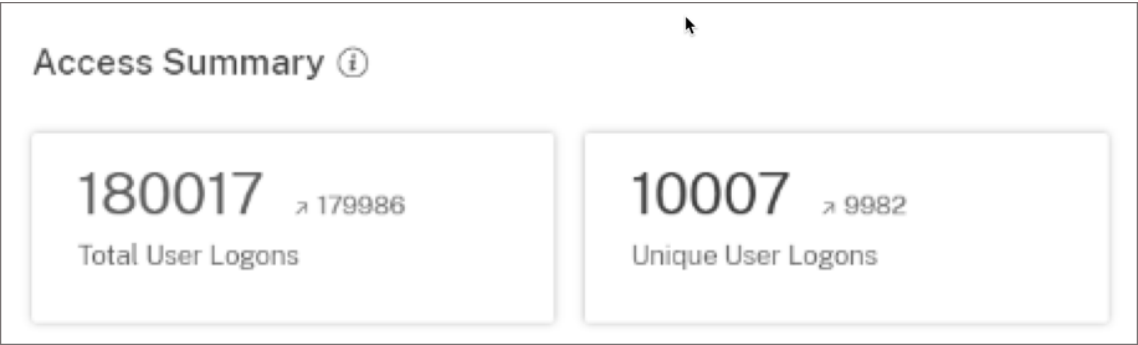 Access Summary
180017 ↗ 179986
Total User Logons
10007 ↗ 9982
Unique User Logons